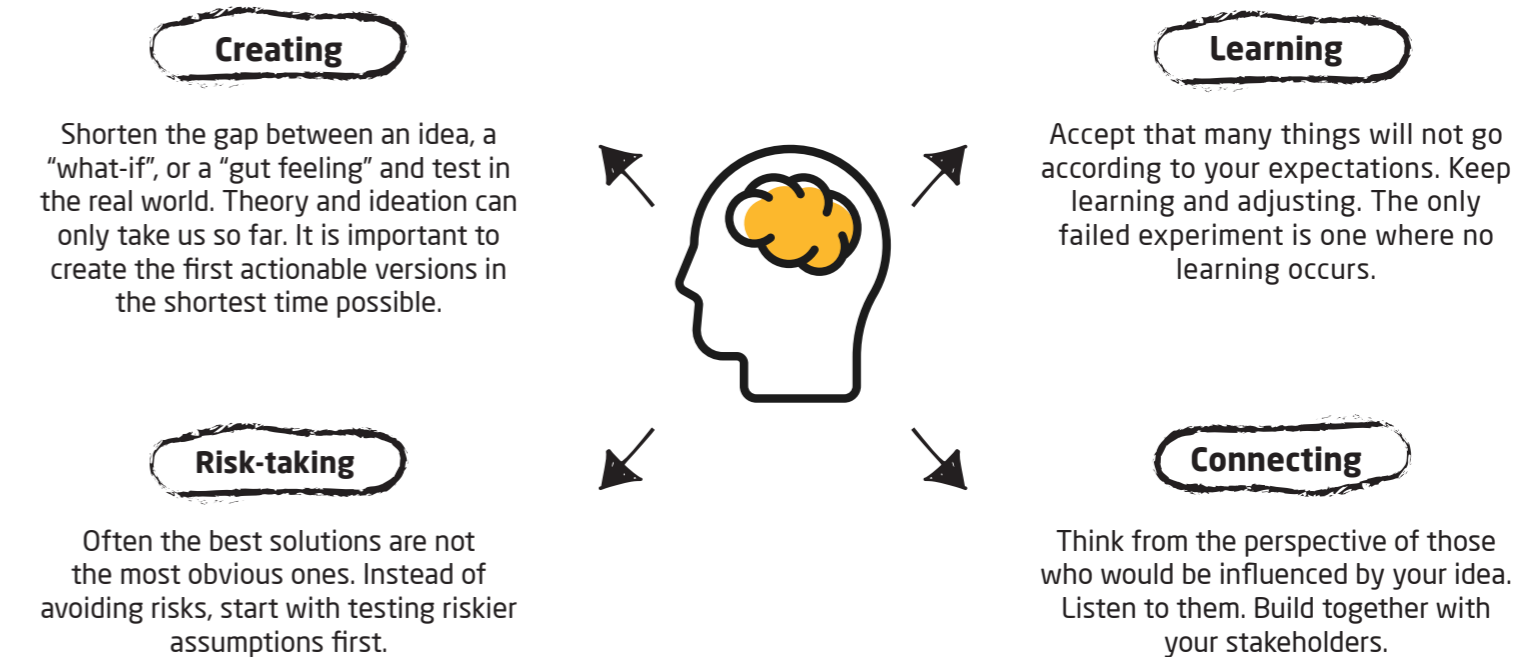 Creating
Shorten the gap between an idea, a
“what-if”, or a “gut feeling” and test in
the real world. Theory and ideation can
only take us so far. It is important to
create the first actionable versions in
the shortest time possible.
Learning
Accept that many things will not go
according to your expectations. Keep
learning and adjusting. The only
failed experiment is one where no
learning occurs.
Risk-taking
Often the best solutions are not
the most obvious ones. Instead of
avoiding risks, start with testing riskier
assumptions first.
Connecting
Think from the perspective of those
who would be influenced by your idea.
Listen to them. Build together with
your stakeholders.